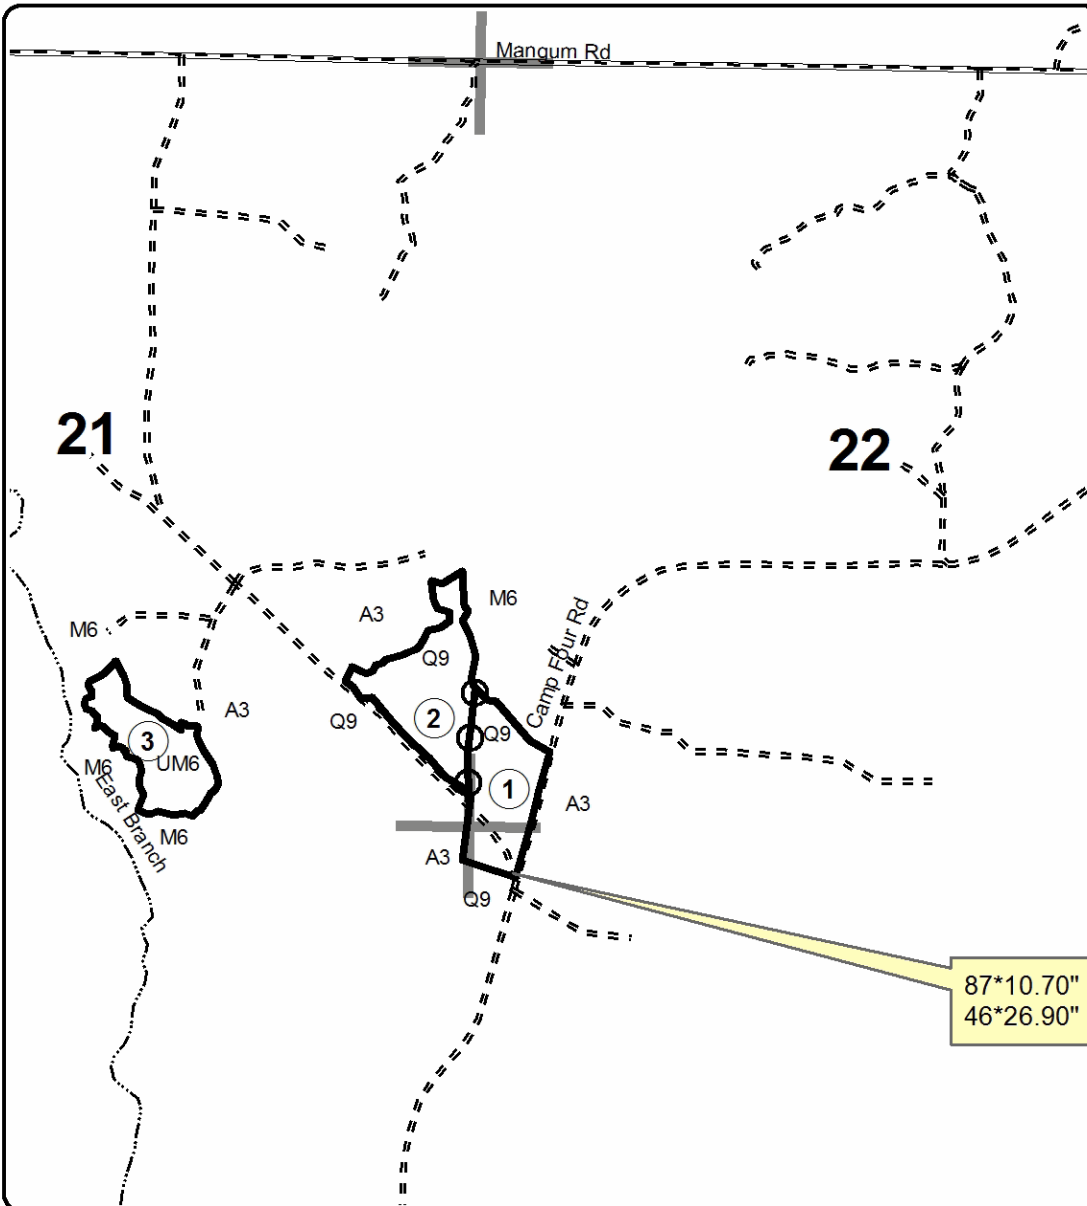 Mangum Rd
21
22
A3
M6
M6
Camp Four Rd
Q9
A3
Q9
2
Q9
3
M6
UM6
1
A3
East Branch
M6
A3
Q9
87*10.70"
46*26.90"